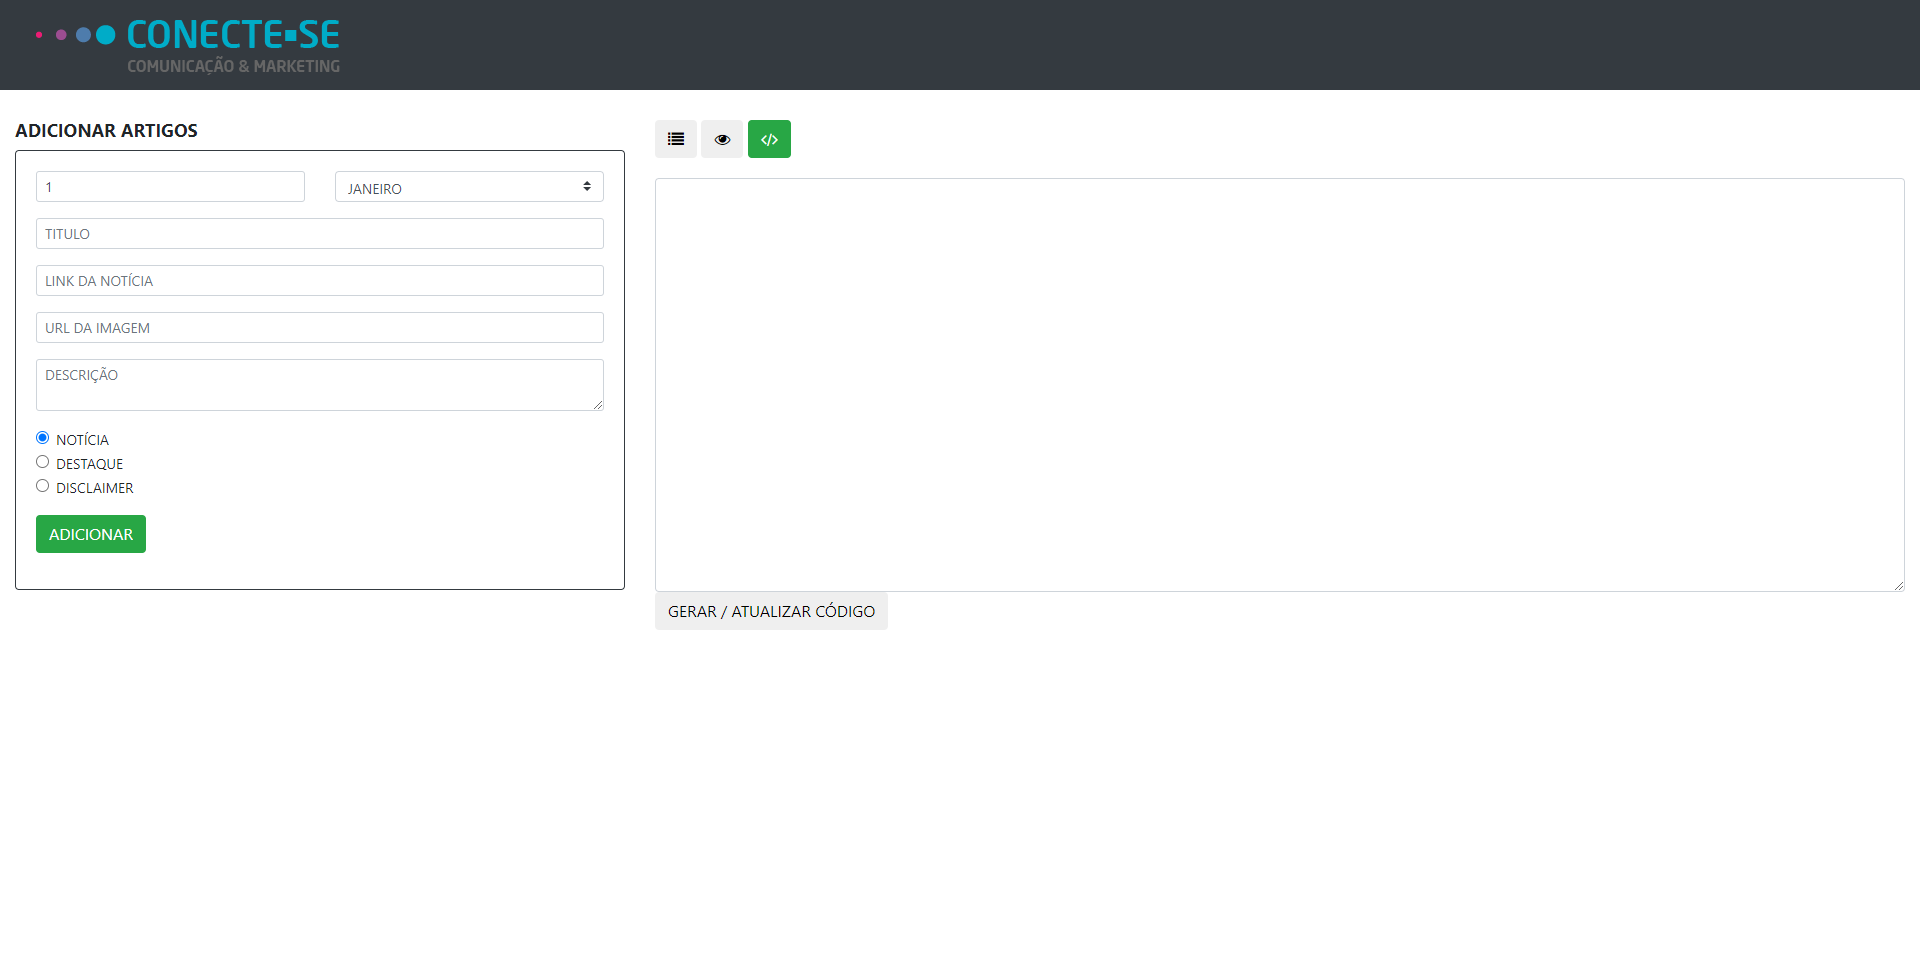 CONECTE-SE
COMUNICAÇÃO & MARKETING
ADICIONAR ARTIGOS
1
JANEIRO
TITULO
LINK DA NOTÍCIA
URL DA IMAGEM
DESCRIÇÃO
NOTÍCIA
DESTAQUE
DISCLAIMER
ADICIONAR
GERAR / ATUALIZAR CÓDIGO